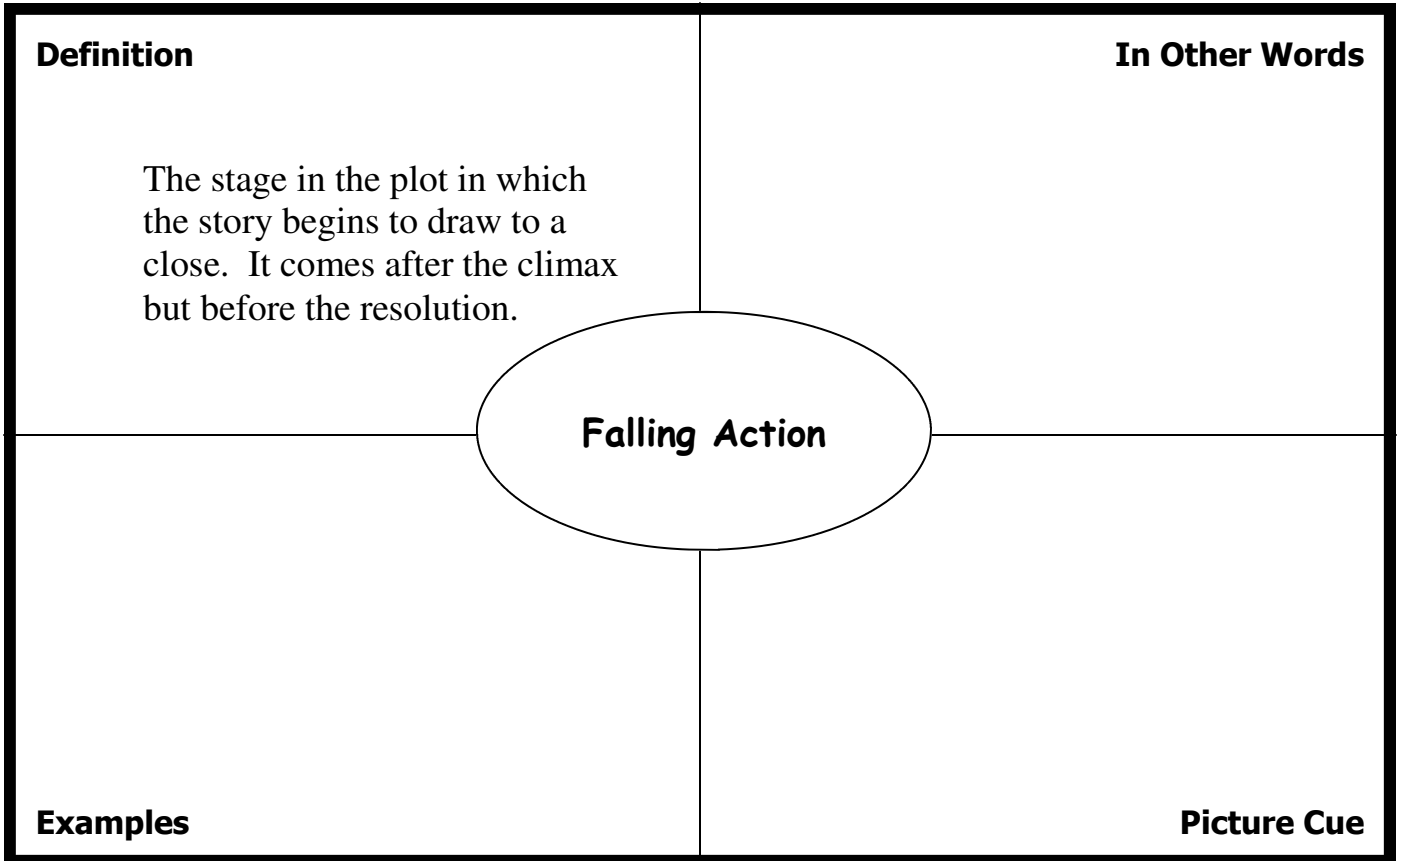 Definition
In Other Words
The stage in the plot in which
the story begins to draw to a
close.  It comes after the climax
but before the resolution.
Falling Action
Examples
Picture Cue